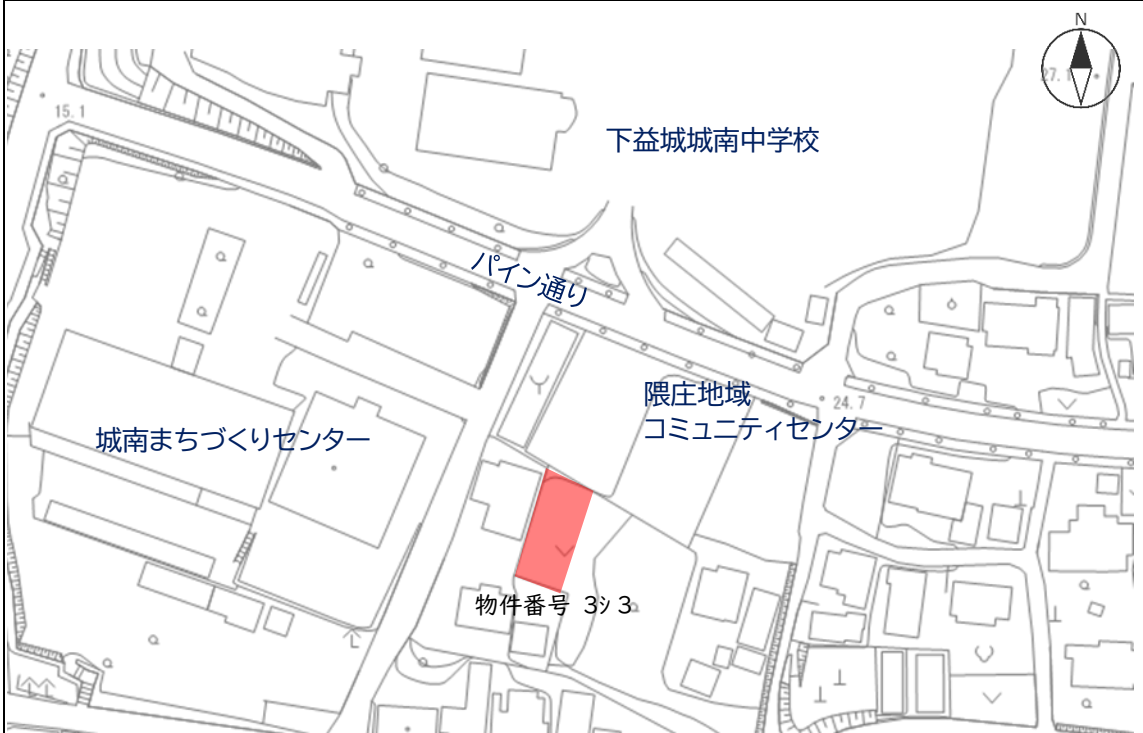 N
27.1
15.1
下益城城南中学校
パイン通り
隈庄地域
コミュニティセンター
24.7
城南まちづくりセンター
物件番号 3ｼ 3